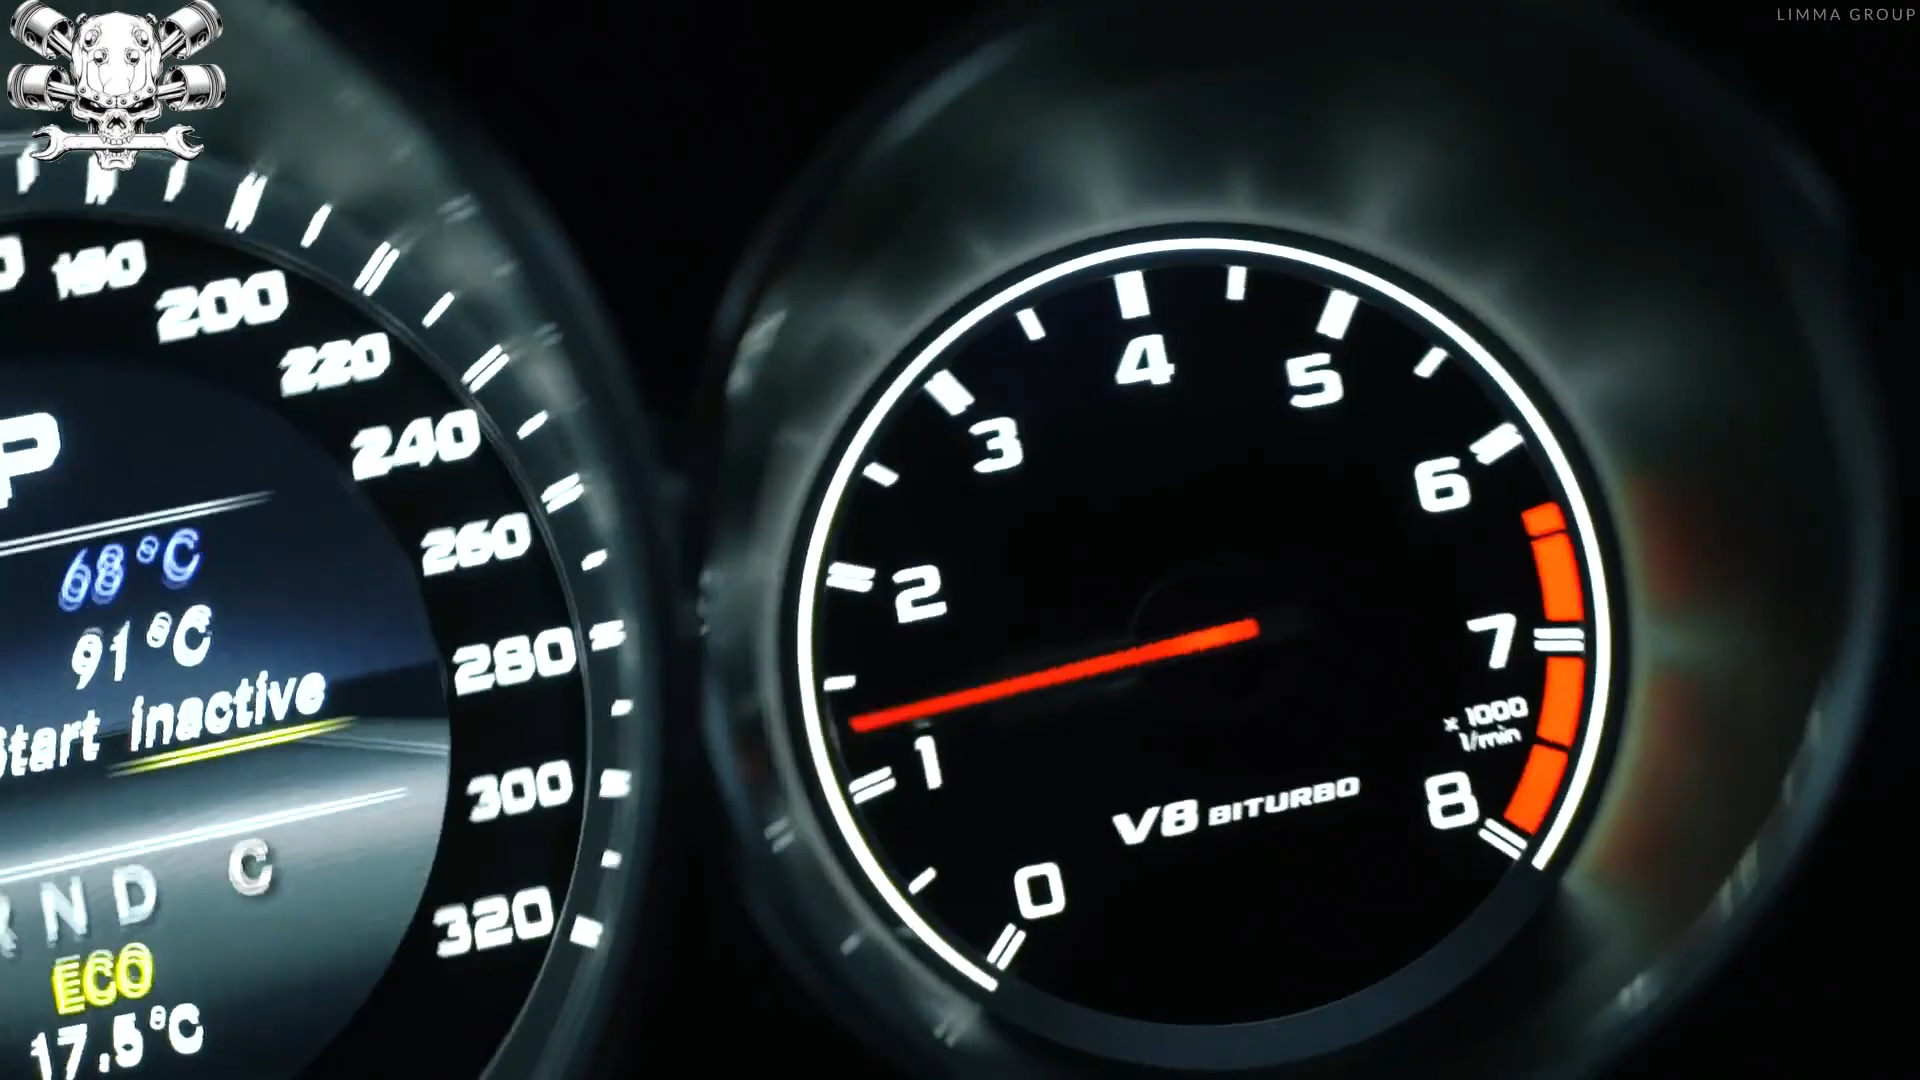 LIMMA GROUP
180
200
220
240
260
280
300
320
P
68°C
91°C
Start inactive
R N D C
ECO
17.5°C
0
1
2
3
4
5
6
7
8
x 1000
1/min
V8 BITURBO